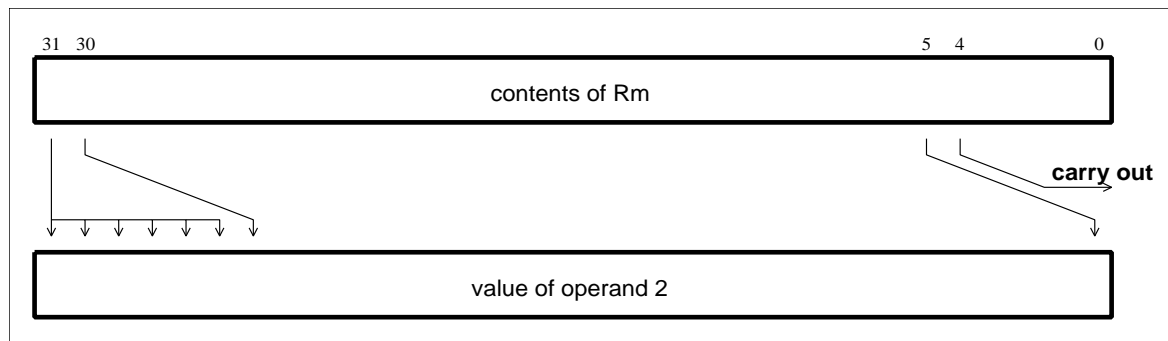 31 30 5 4 0
contents of Rm
carry out
value of operand 2